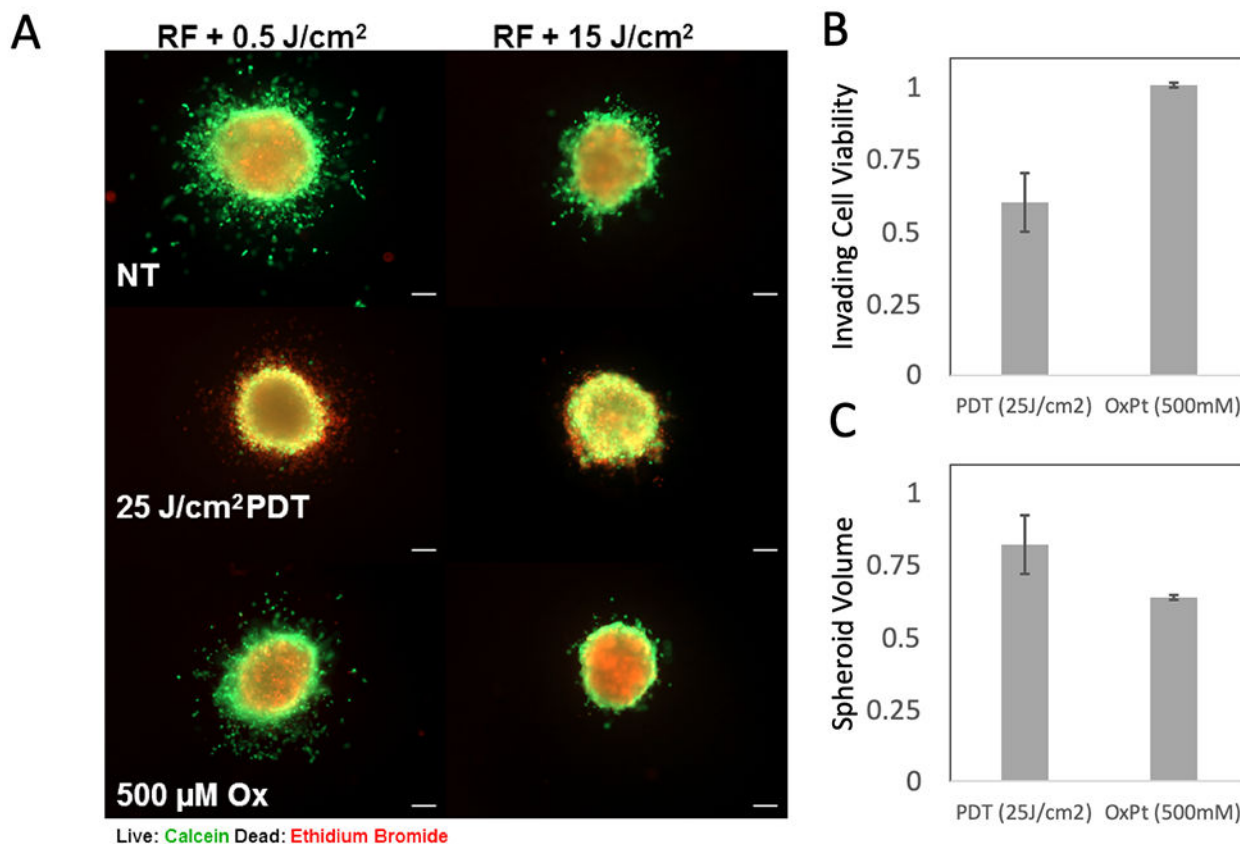 A
RF + 0.5 J/cm²
RF + 15 J/cm²
NT
25 J/cm²PDT
500 µM Ox
Live: Calcein Dead: Ethidium Bromide
B
Invading Cell Viability
1
0.75
0.5
0.25
0
PDT (25J/cm2) OxPt (500mM)
C
Spheroid Volume
1
0.75
0.5
0.25
0
PDT (25J/cm2) OxPt (500mM)